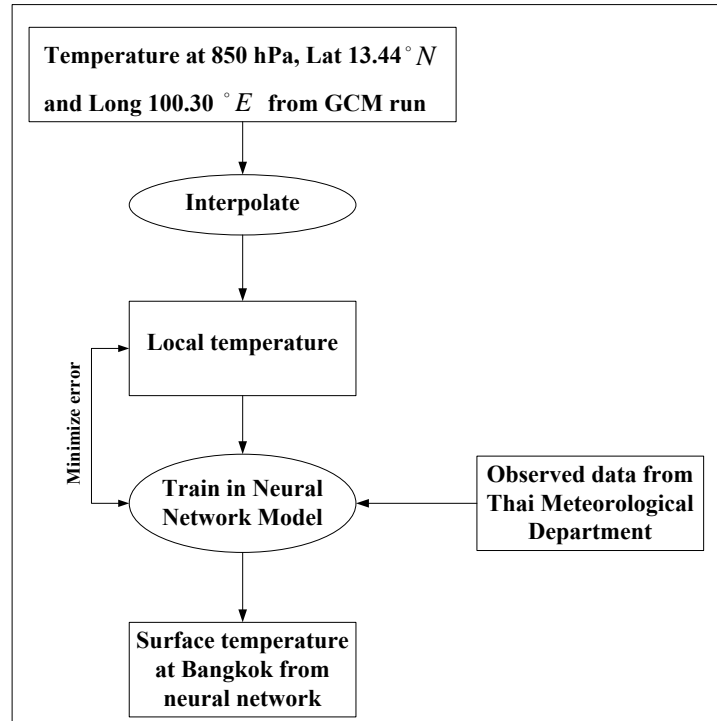 Temperature at 850 hPa, Lat 13.44°N
and Long 100.30 °E from GCM run
Interpolate
Local temperature
Minimize error
Train in Neural
Network Model
Observed data from
Thai Meteorological
Department
Surface temperature
at Bangkok from
neural network